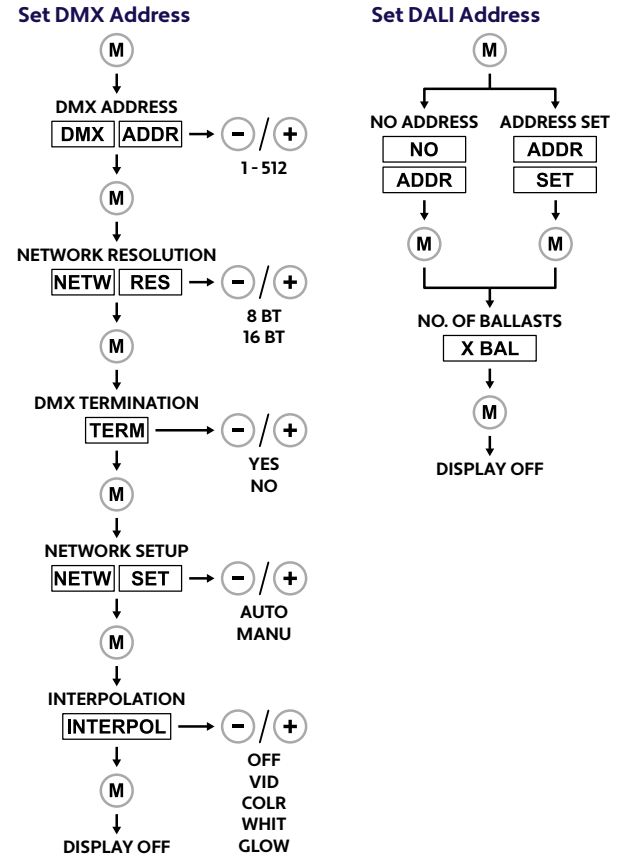 Set DMX Address
M
DMX ADDRESS
DMX ADDR - / +
1 - 512
M
NETWORK RESOLUTION
NETW RES - / +
8 BT
16 BT
M
DMX TERMINATION
TERM - / +
YES
NO
M
NETWORK SETUP
NETW SET - / +
AUTO
MANU
M
INTERPOLATION
INTERPOL - / +
OFF
VID
COLR
WHIT
GLOW
M
DISPLAY OFF
Set DALI Address
M
NO ADDRESS ADDRESS SET
NO ADDR
ADDR SET
M M
NO. OF BALLASTS
X BAL
M
DISPLAY OFF